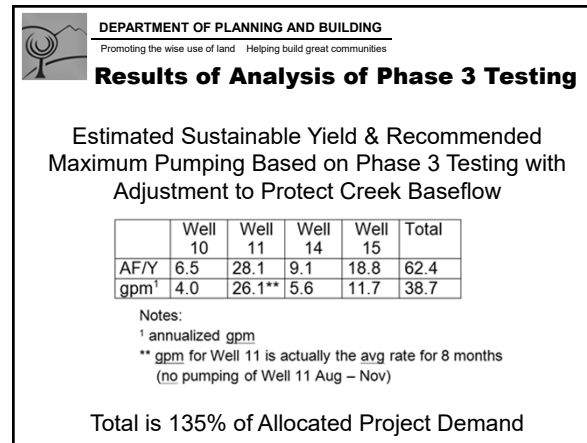 DEPARTMENT OF PLANNING AND BUILDING
Promoting the wise use of land Helping build great communities
Results of Analysis of Phase 3 Testing
Estimated Sustainable Yield & Recommended
Maximum Pumping Based on Phase 3 Testing with
Adjustment to Protect Creek Baseflow
Well 10 Well 11 Well 14 Well 15 Total
AF/Y 6.5 28.1 9.1 18.8 62.4
gpm¹ 4.0 26.1** 5.6 11.7 38.7
Notes:
¹ annualized gpm
** gpm for Well 11 is actually the avg rate for 8 months
(no pumping of Well 11 Aug – Nov)
Total is 135% of Allocated Project Demand